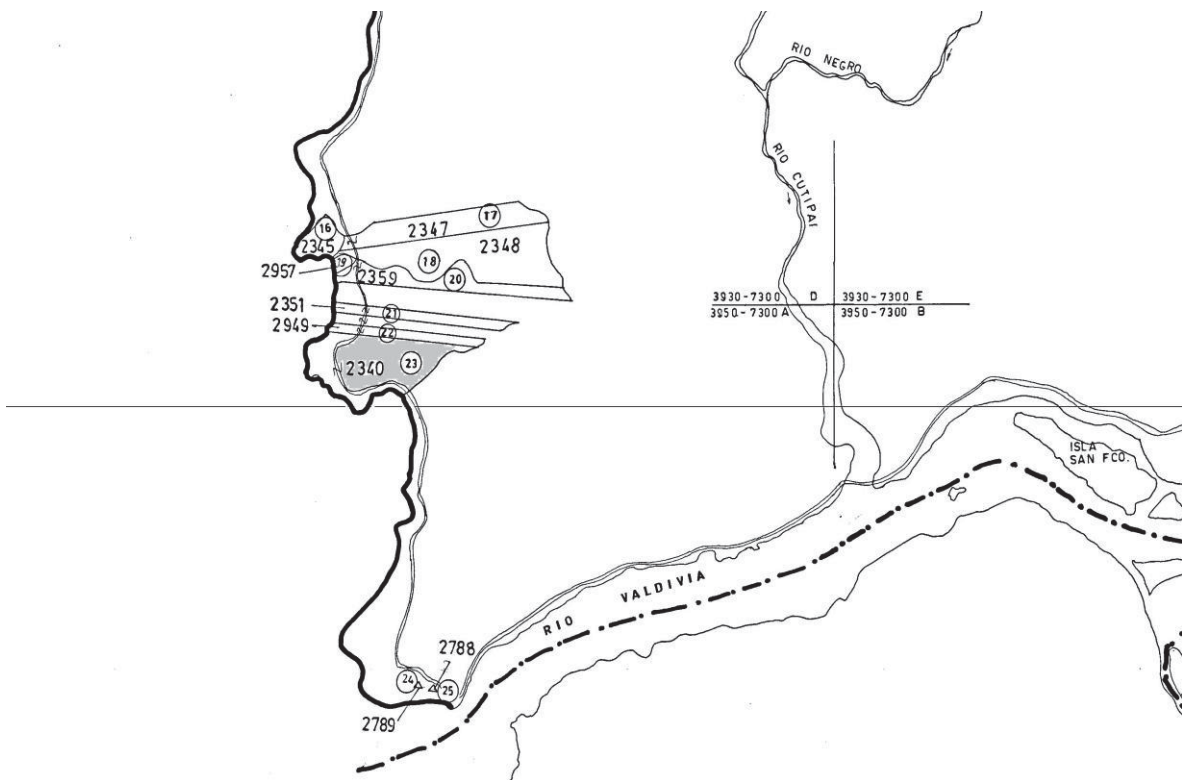 RIO NEGRO
RIO CUTIPAI
17
16
2347
2345
2348
19
18
2957
2359
20
3930-7300 D
3930-7300 E
2351
21
3950-7300 A
3950-7300 B
2949
22
2340
23
ISLA
SAN FCO.
RIO VALDIVIA
2788
24
25
2789